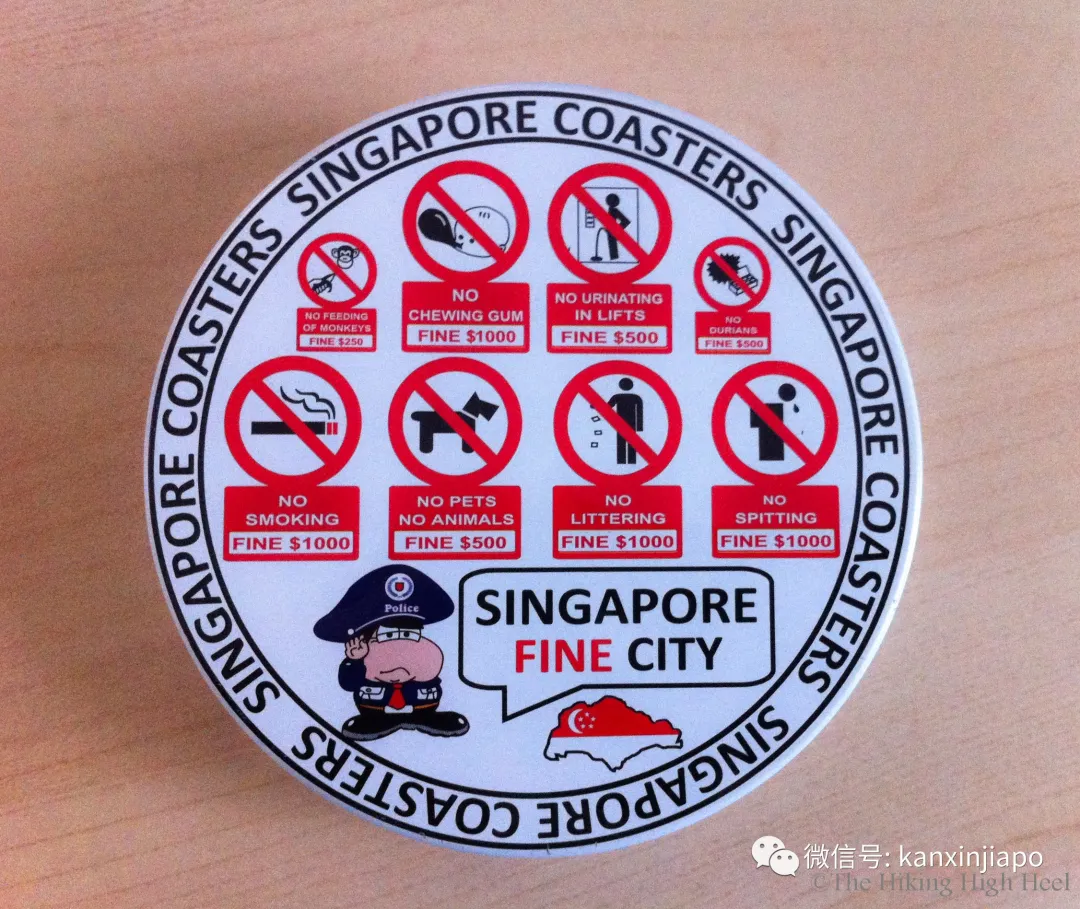 SINGAPORE COASTERS SINGAPORE COASTERS SINGAPORE COASTERS SINGAPORE COASTERS
NO FEEDING
OF MONKEYS
FINE $250
NO
CHEWING GUM
FINE $1000
NO URINATING
IN LIFTS
FINE $500
NO
DURIANS
FINE $500
NO
SMOKING
FINE $1000
NO PETS
NO ANIMALS
FINE $500
NO
LITTERING
FINE $1000
NO
SPITTING
FINE $1000
Police
SINGAPORE
FINE CITY
微信号: kanxinjiapo
©The Hiking High Heel